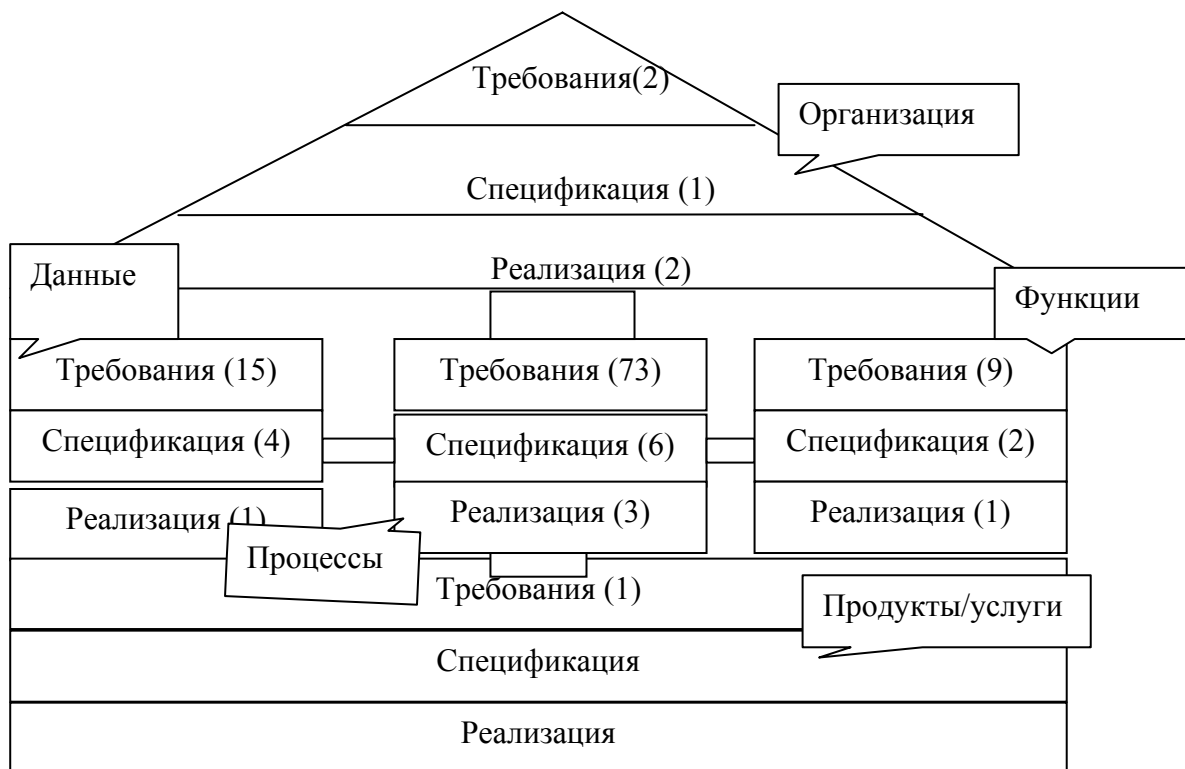 Требования(2)
Организация
Спецификация (1)
Данные
Реализация (2)
Функции
Требования (15)
Требования (73)
Требования (9)
Спецификация (4)
Спецификация (6)
Спецификация (2)
Реализация (1)
Реализация (3)
Реализация (1)
Процессы
Требования (1)
Продукты/услуги
Спецификация
Реализация